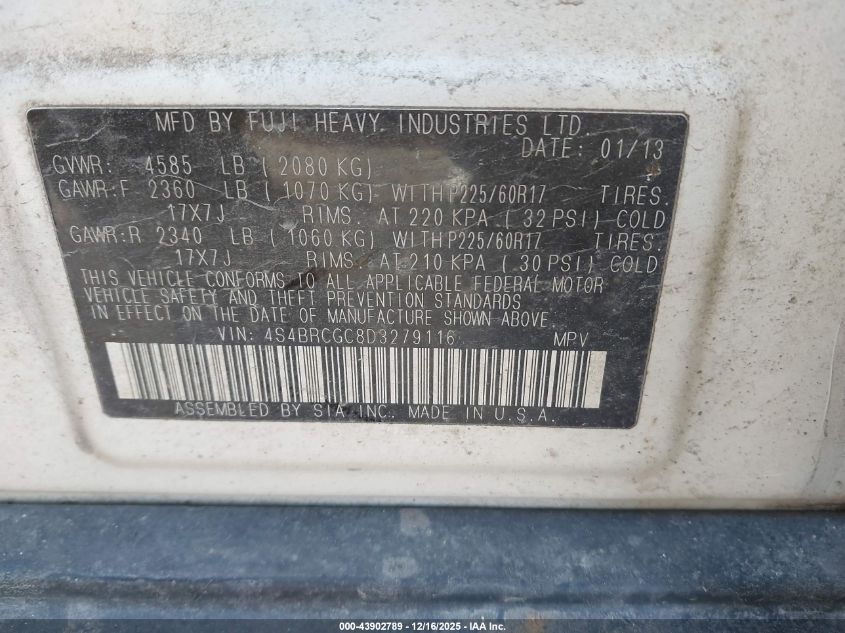 MFD BY FUJI HEAVY INDUSTRIES LTD.
DATE: 01/13
GVWR: 4585 LB ( 2080 KG)
GAWR:F 2360 LB ( 1070 KG) WITH P225/60R17 TIRES.
17X7J RIMS. AT 220 KPA ( 32 PSI) COLD
GAWR:R 2340 LB ( 1060 KG) WITH P225/60R17 TIRES.
17X7J RIMS. AT 210 KPA ( 30 PSI) COLD
THIS VEHICLE CONFORMS TO ALL APPLICABLE FEDERAL MOTOR
VEHICLE SAFETY AND THEFT PREVENTION STANDARDS
IN EFFECT ON THE DATE OF MANUFACTURE SHOWN ABOVE.
VIN: 4S4BRCGC8D3279116 MPV
ASSEMBLED BY SIA INC. MADE IN U.S.A.
000-43902789 - 12/16/2025 - IAA Inc.